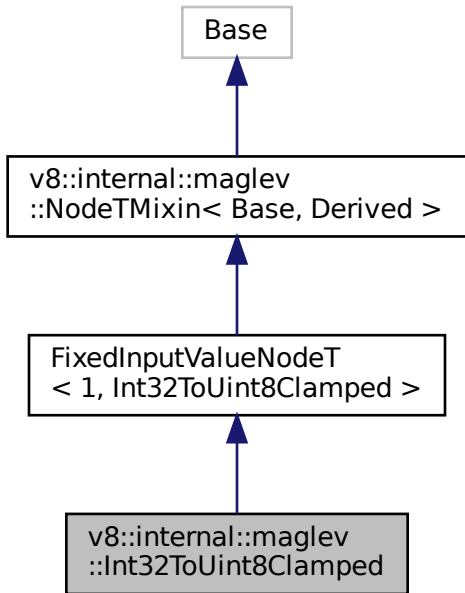 Base
v8::internal::maglev
::NodeTMixin< Base, Derived >
FixedInputValueNodeT
< 1, Int32ToUint8Clamped >
v8::internal::maglev
::Int32ToUint8Clamped